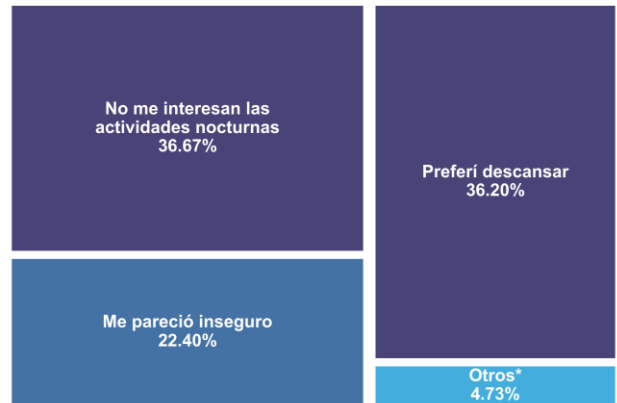 No me interesan las
actividades nocturnas
36.67%
Me pareció inseguro
22.40%
Preferí descansar
36.20%
Otros*
4.73%